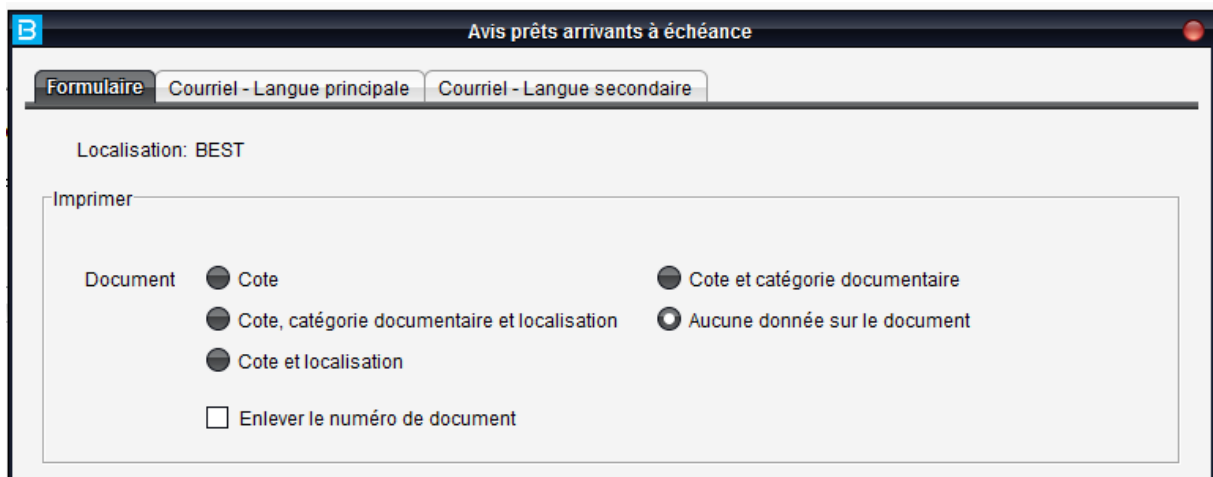 B
Avis prêts arrivants à échéance
Formulaire Courriel - Langue principale Courriel - Langue secondaire
Localisation: BEST
Imprimer
Document Cote Cote et catégorie documentaire
Cote, catégorie documentaire et localisation Aucune donnée sur le document
Cote et localisation
Enlever le numéro de document